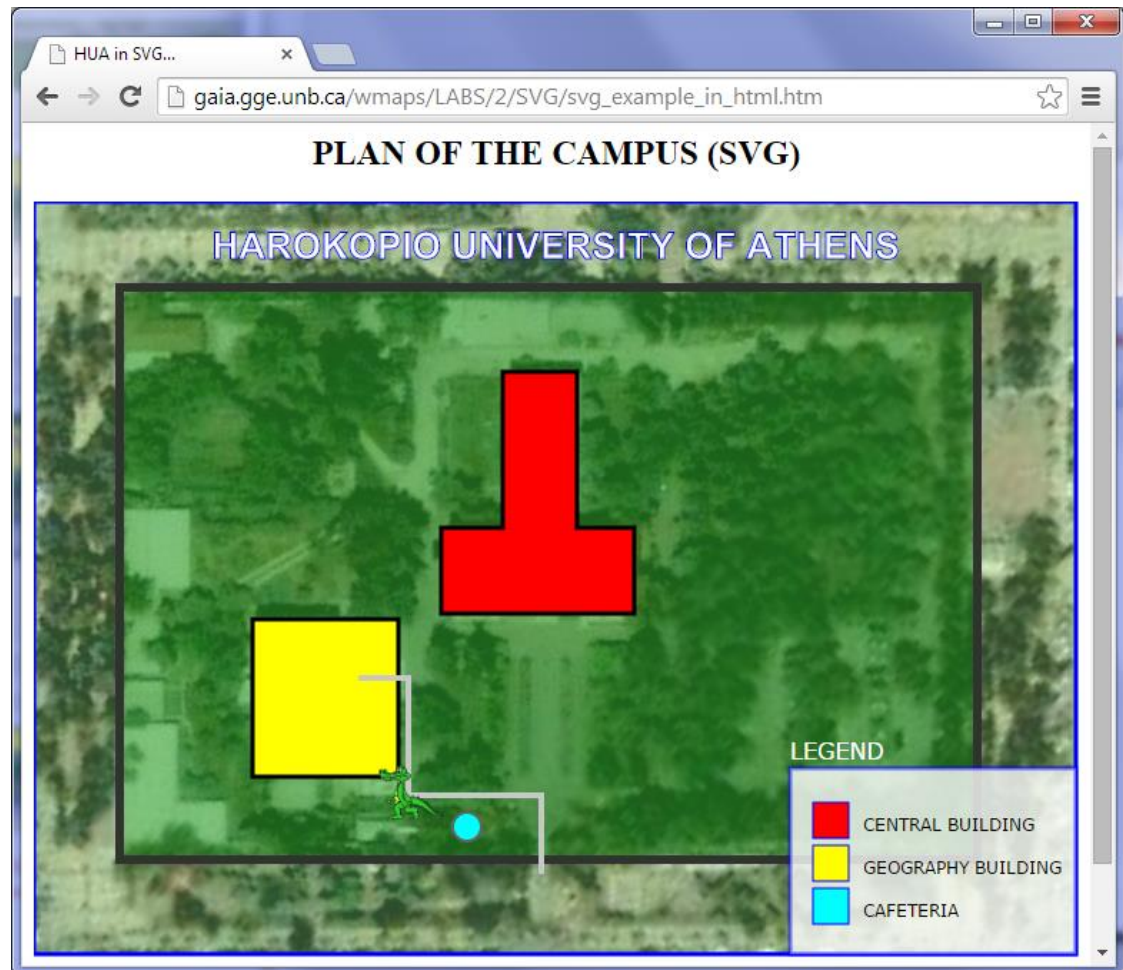 HUA in SVG...
gaia.gge.unb.ca/wmaps/LABS/2/SVG/svg_example_in_html.htm
PLAN OF THE CAMPUS (SVG)
HAROKOPIO UNIVERSITY OF ATHENS
LEGEND
CENTRAL BUILDING
GEOGRAPHY BUILDING
CAFETERIA